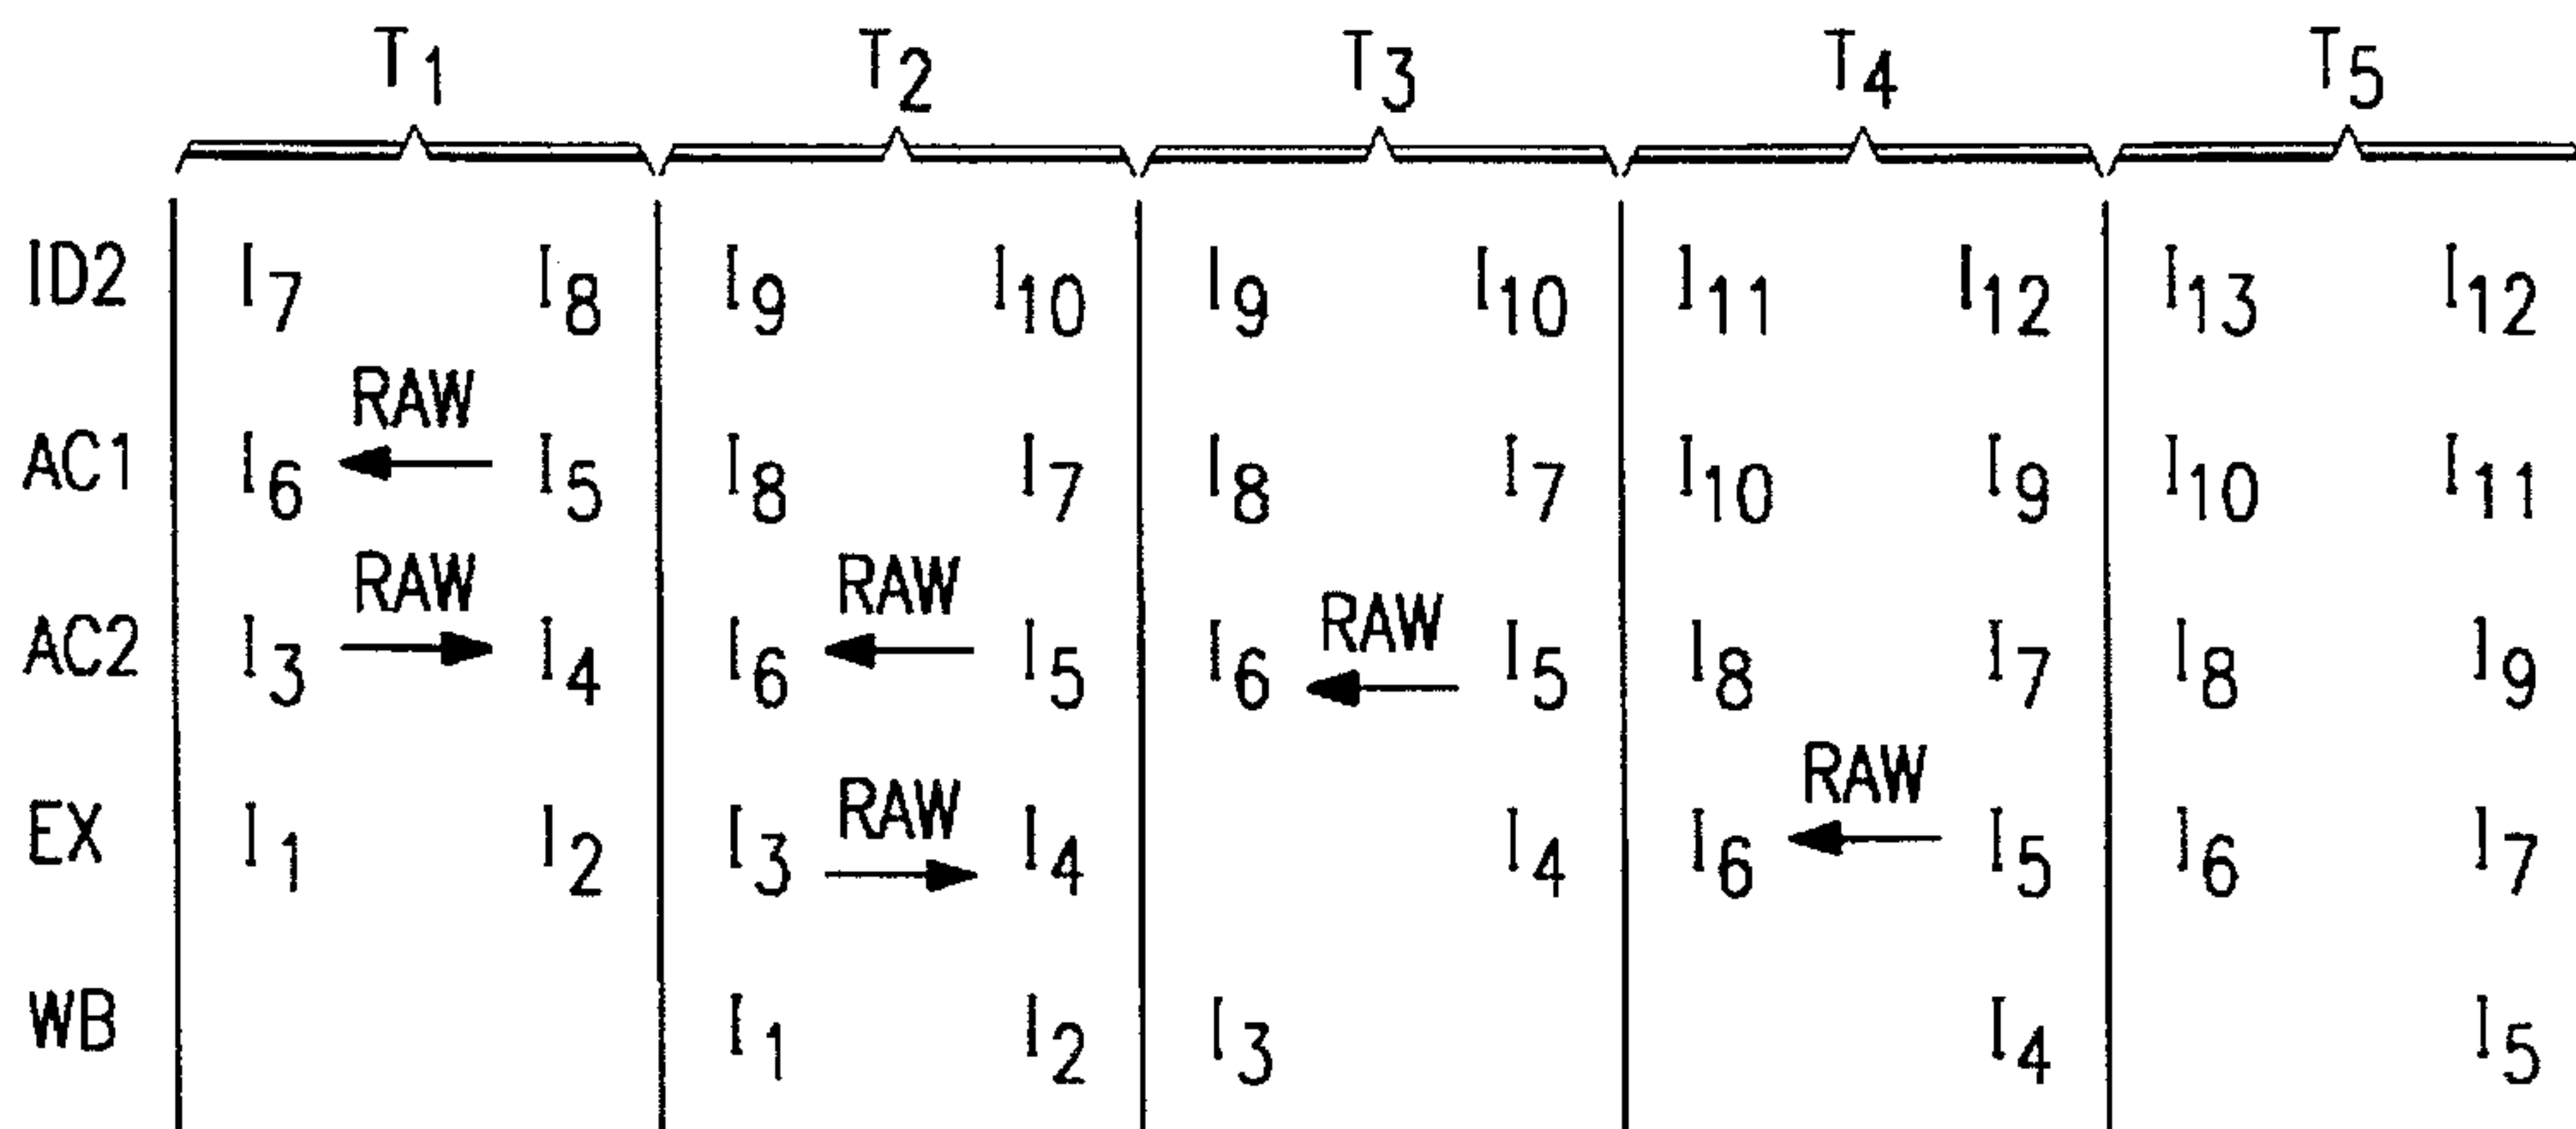 T1 T2 T3 T4 T5
ID2 I7 I8 I9 I10 I9 I10 I11 I12 I13 I12
RAW
AC1 I6 I5 I8 I7 I8 I7 I10 I9 I10 I11
RAW RAW RAW
AC2 I3 I4 I6 I5 I6 I5 I8 I7 I8 I9
RAW RAW
EX I1 I2 I3 I4 I4 I6 I5 I6 I7
WB I1 I2 I3 I4 I5